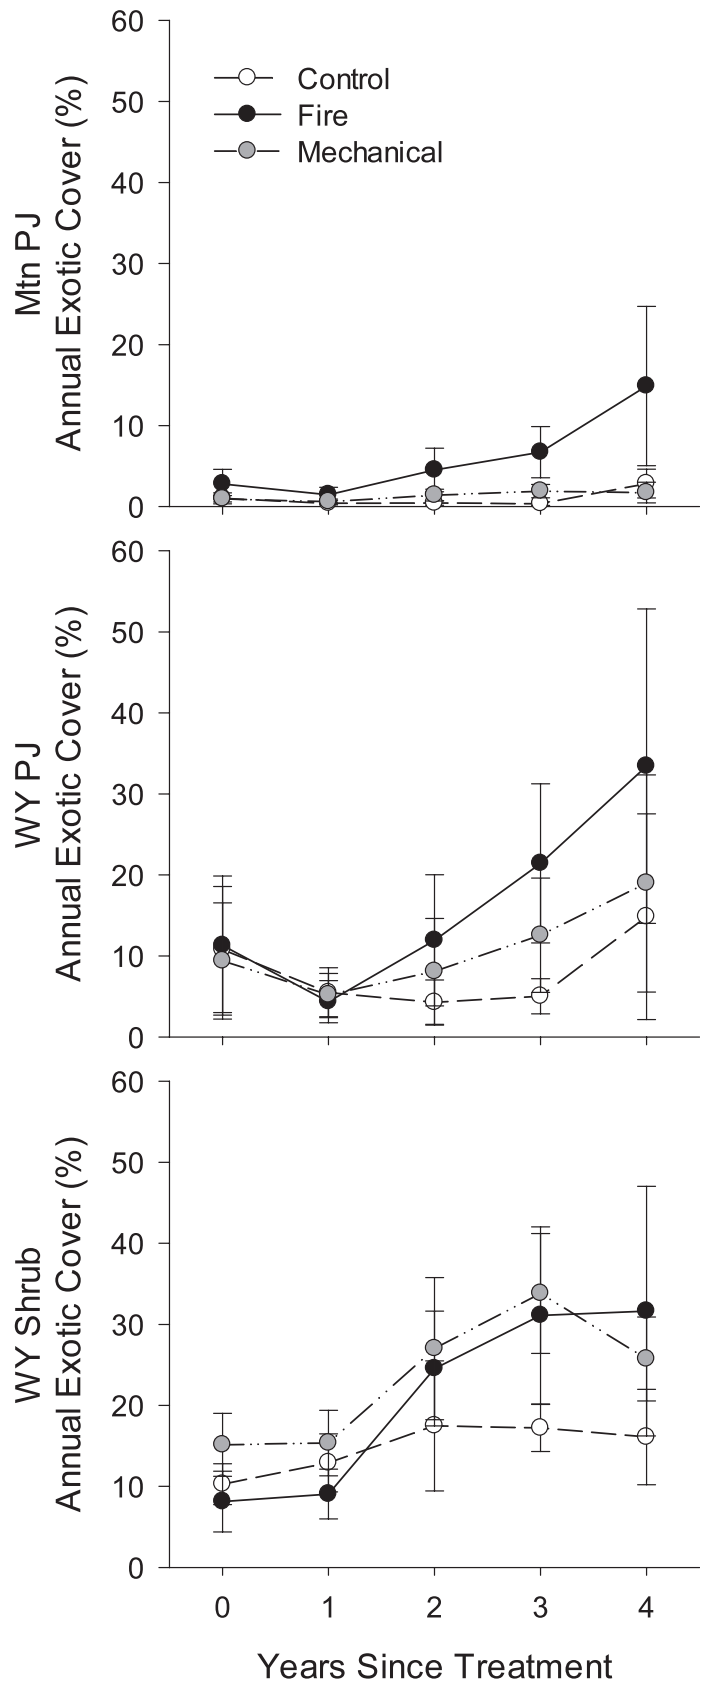 Mtn PJ
Annual Exotic Cover (%)
60
50
40
30
20
10
0
Control
Fire
Mechanical
WY PJ
Annual Exotic Cover (%)
60
50
40
30
20
10
0
WY Shrub
Annual Exotic Cover (%)
60
50
40
30
20
10
0
0 1 2 3 4
Years Since Treatment